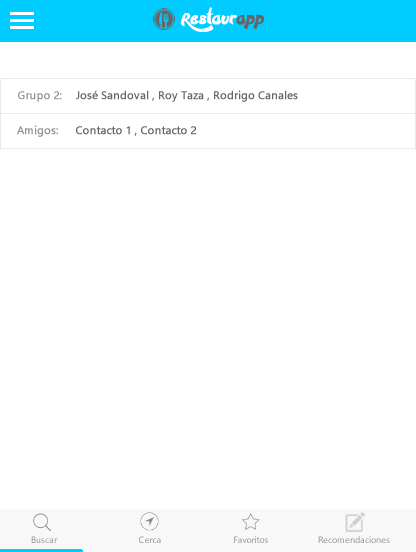 Restaurapp
Grupo 2: José Sandoval , Roy Taza , Rodrigo Canales
Amigos: Contacto 1 , Contacto 2
Buscar Cerca Favoritos Recomendaciones